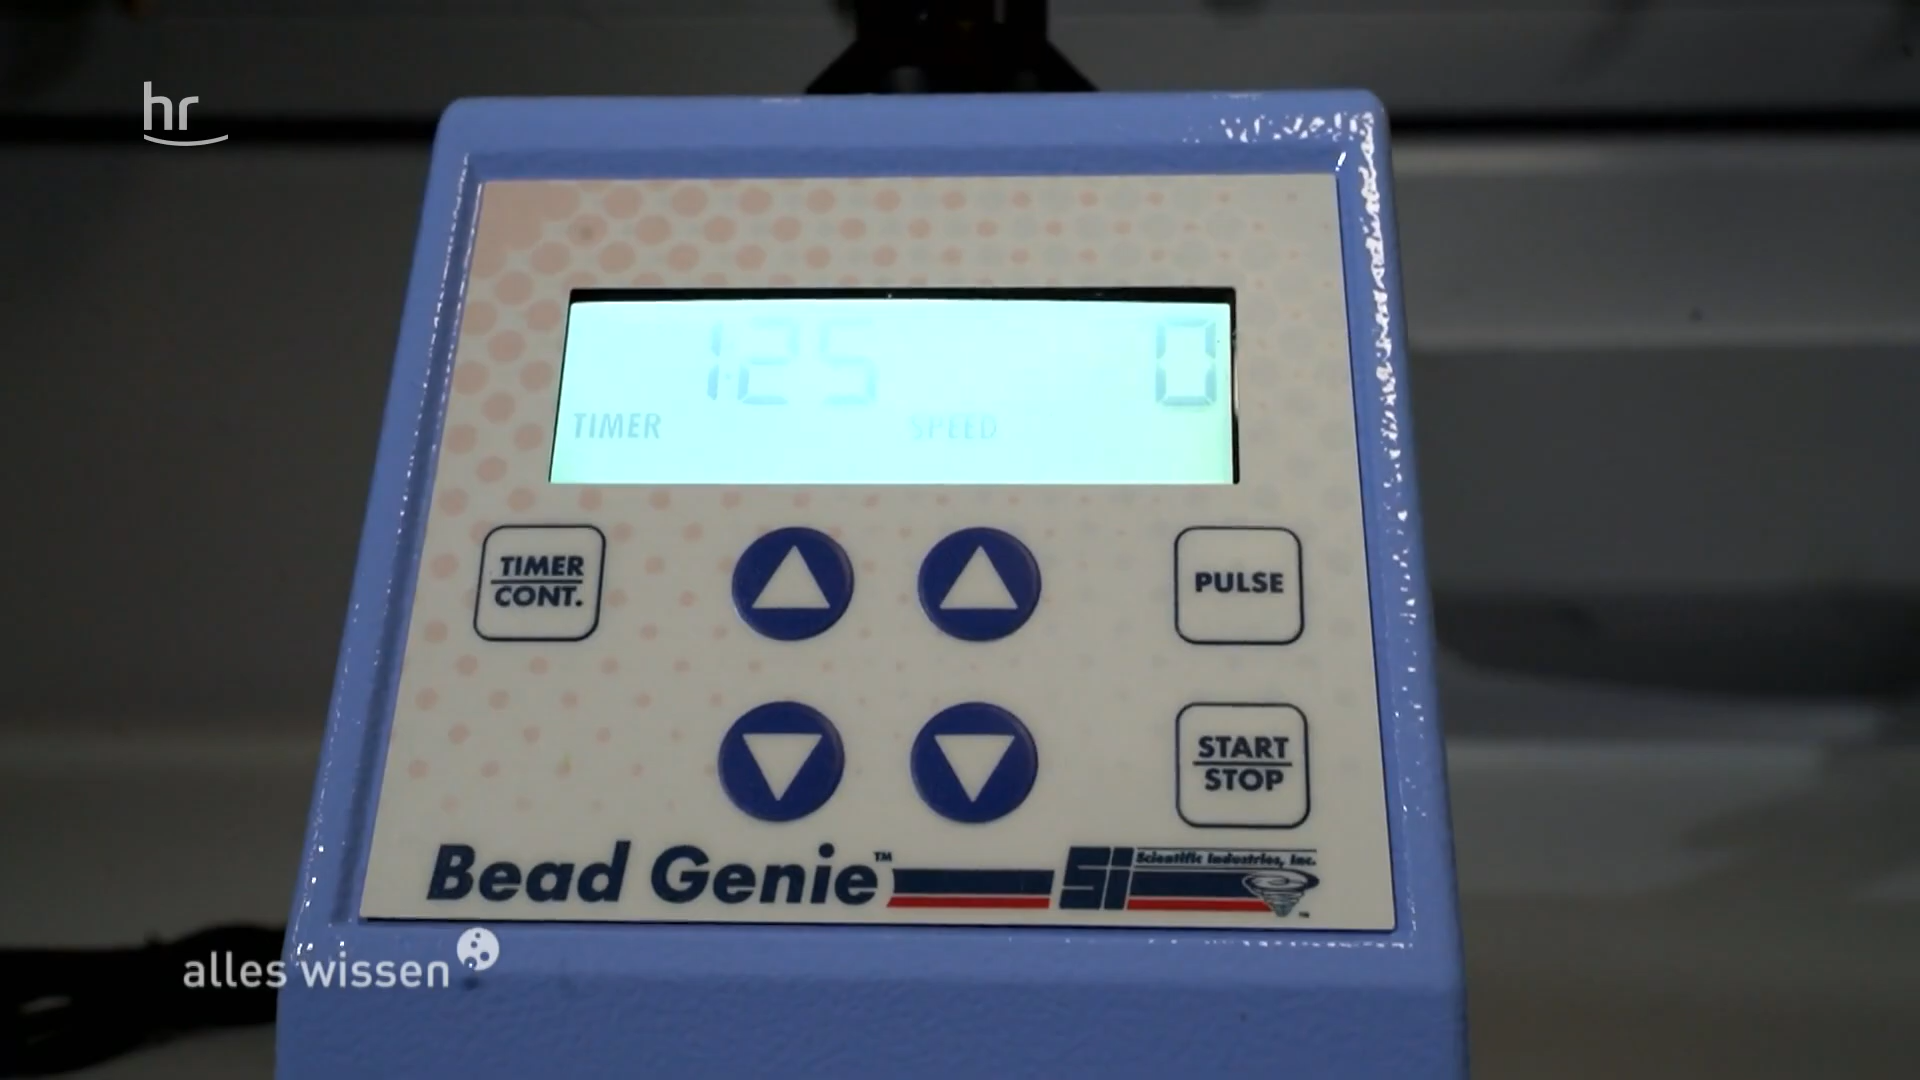 hr
1:25 0
TIMER SPEED
TIMER
CONT.
PULSE
START
STOP
Bead Genie™
SI Scientific Industries, Inc.
™
alles wissen